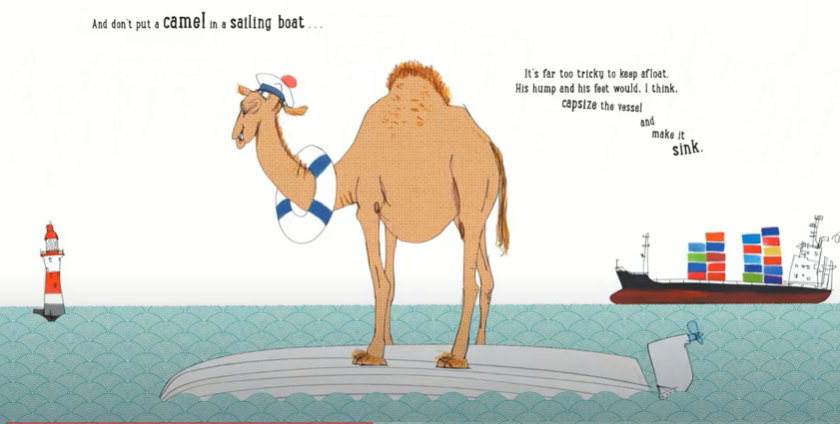 And don't put a camel in a sailing boat ...
It's far too tricky to keep afloat.
His hump and his feet would, I think,
capsize the vessel
and
make it
sink.